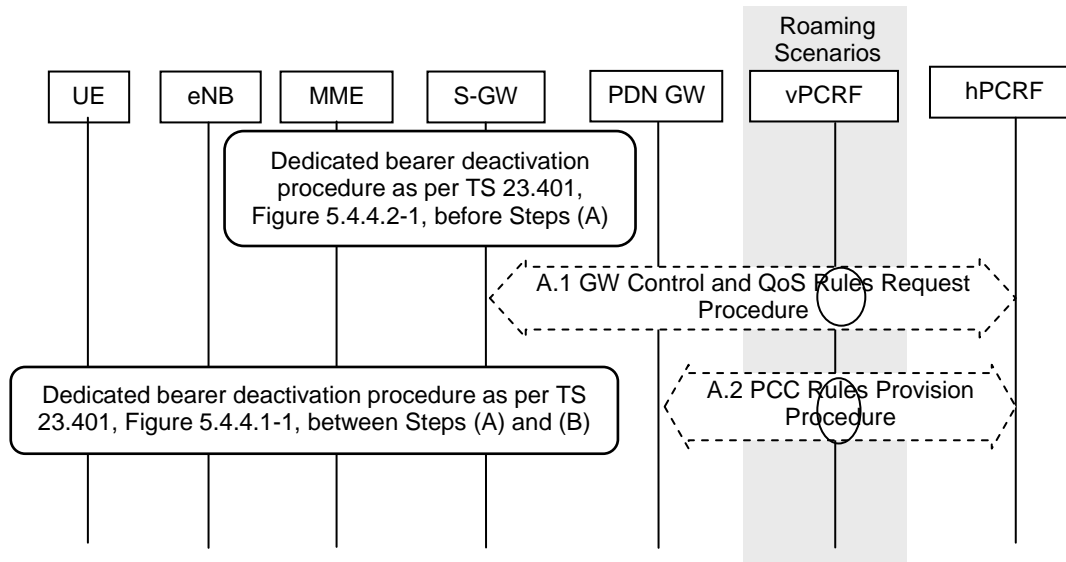 Roaming
Scenarios
UE
eNB
MME
S-GW
PDN GW
vPCRF
hPCRF
Dedicated bearer deactivation
procedure as per TS 23.401,
Figure 5.4.4.2-1, before Steps (A)
A.1 GW Control and QoS Rules Request
Procedure
Dedicated bearer deactivation procedure as per TS
23.401, Figure 5.4.4.1-1, between Steps (A) and (B)
A.2 PCC Rules Provision
Procedure